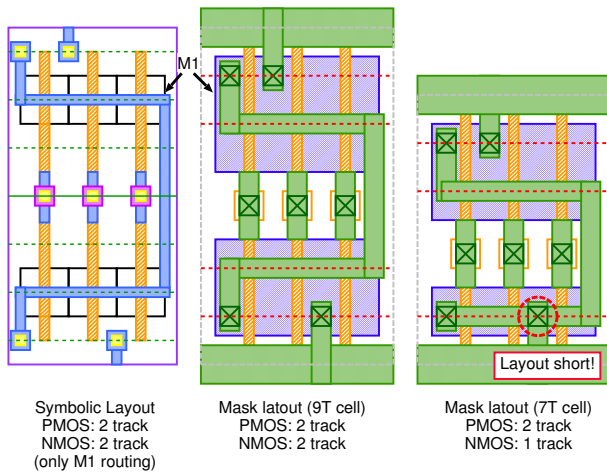 M1
Layout short!
Symbolic Layout
PMOS: 2 track
NMOS: 2 track
(only M1 routing)
Mask latout (9T cell)
PMOS: 2 track
NMOS: 2 track
Mask latout (7T cell)
PMOS: 2 track
NMOS: 1 track